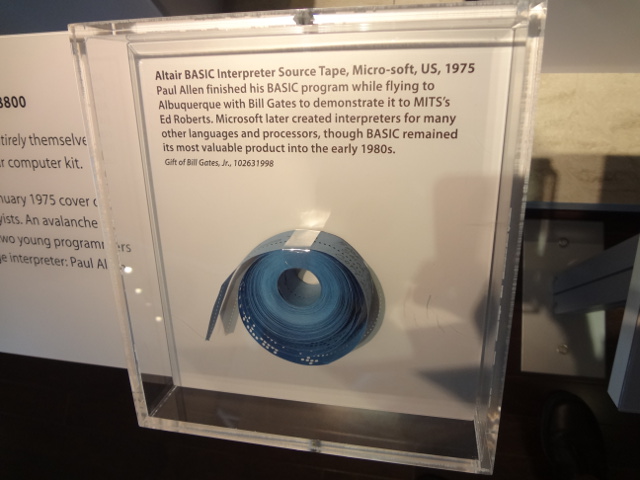 8800
tirely themselve
r computer kit.
nuary 1975 cover
yists. An avalanche
wo young programmers
e interpreter: Paul Al
Altair BASIC Interpreter Source Tape, Micro-soft, US, 1975
Paul Allen finished his BASIC program while flying to
Albuquerque with Bill Gates to demonstrate it to MITS's
Ed Roberts. Microsoft later created interpreters for many
other languages and processors, though BASIC remained
its most valuable product into the early 1980s.
Gift of Bill Gates, Jr., 102631998